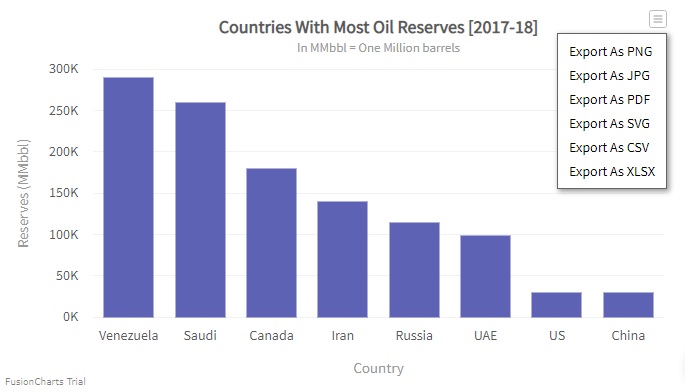 Countries With Most Oil Reserves [2017-18]
In MMbbl = One Million barrels
Export As PNG
Export As JPG
Export As PDF
Export As SVG
Export As CSV
Export As XLSX
Reserves (MMbbl)
300K
250K
200K
150K
100K
50K
0K
Venezuela Saudi Canada Iran Russia UAE US China
Country
FusionCharts Trial